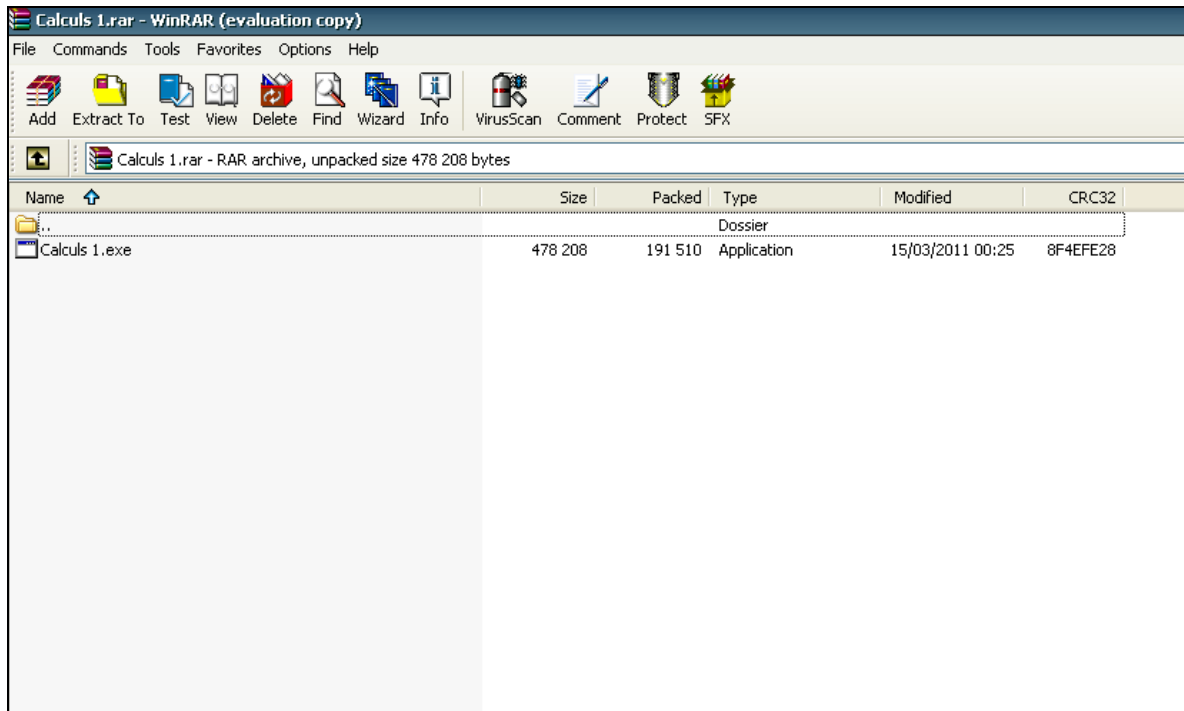 Calculs 1.rar - WinRAR (evaluation copy)
File Commands Tools Favorites Options Help
Add Extract To Test View Delete Find Wizard Info VirusScan Comment Protect SFX
Calculs 1.rar - RAR archive, unpacked size 478 208 bytes
Name Size Packed Type Modified CRC32
.. Dossier
Calculs 1.exe 478 208 191 510 Application 15/03/2011 00:25 8F4EFE28